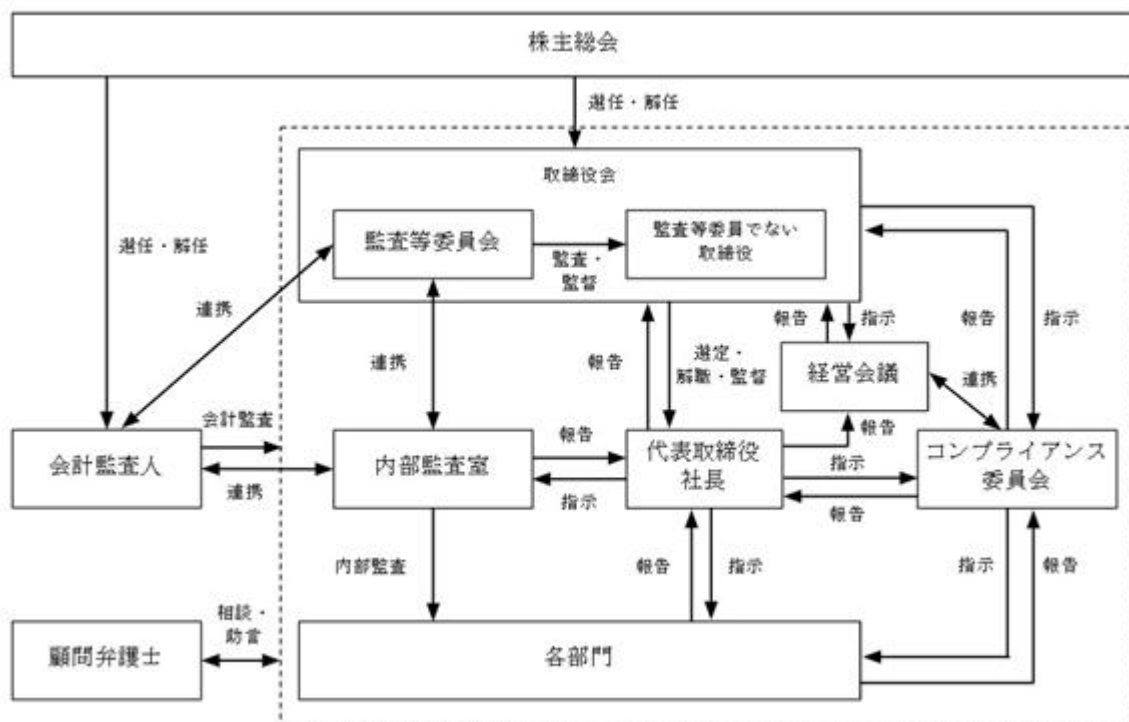 株主総会
選任・解任
取締役会
監査等委員会
監査等委員でない
取締役
選任・解任
監査・
監督
連携
報告
指示
報告
指示
選定・
解職・監督
連携
報告
経営会議
連携
会計監査
報告
報告
会計監査人
内部監査室
代表取締役
社長
コンプライアンス
委員会
指示
連携
指示
報告
内部監査
報告
指示
指示
報告
相談・
助言
顧問弁護士
各部門